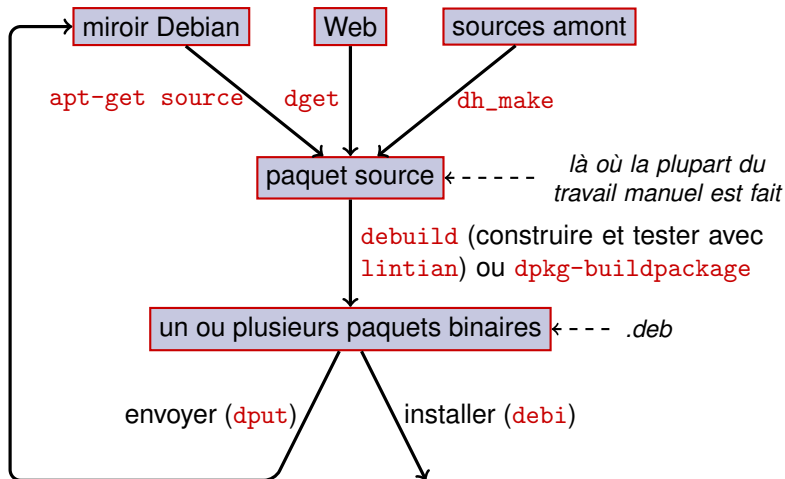 miroir Debian
Web
sources amont
apt-get source
dget
dh_make
paquet source
là où la plupart du
travail manuel est fait
debuild (construire et tester avec
lintian) ou dpkg-buildpackage
un ou plusieurs paquets binaires
.deb
envoyer (dput)
installer (debi)